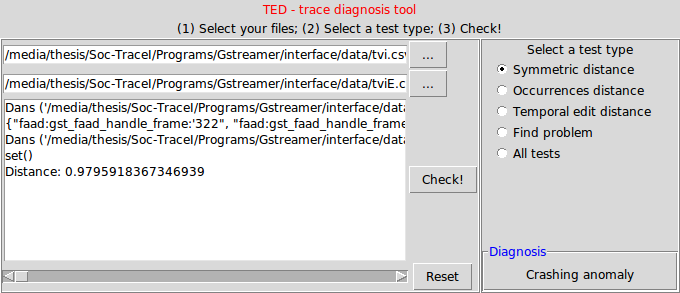 TED - trace diagnosis tool
(1) Select your files; (2) Select a test type; (3) Check!
/media/thesis/Soc-TraceI/Programs/Gstreamer/interface/data/tvi.csv
...
/media/thesis/Soc-TraceI/Programs/Gstreamer/interface/data/tviE.c
...
Dans ('/media/thesis/Soc-TraceI/Programs/Gstreamer/interface/data
{"faad:gst_faad_handle_frame:'322", "faad:gst_faad_handle_frame
Dans ('/media/thesis/Soc-TraceI/Programs/Gstreamer/interface/data
set()
Distance: 0.9795918367346939
Check!
Reset
Select a test type
Symmetric distance
Occurrences distance
Temporal edit distance
Find problem
All tests
Diagnosis
Crashing anomaly